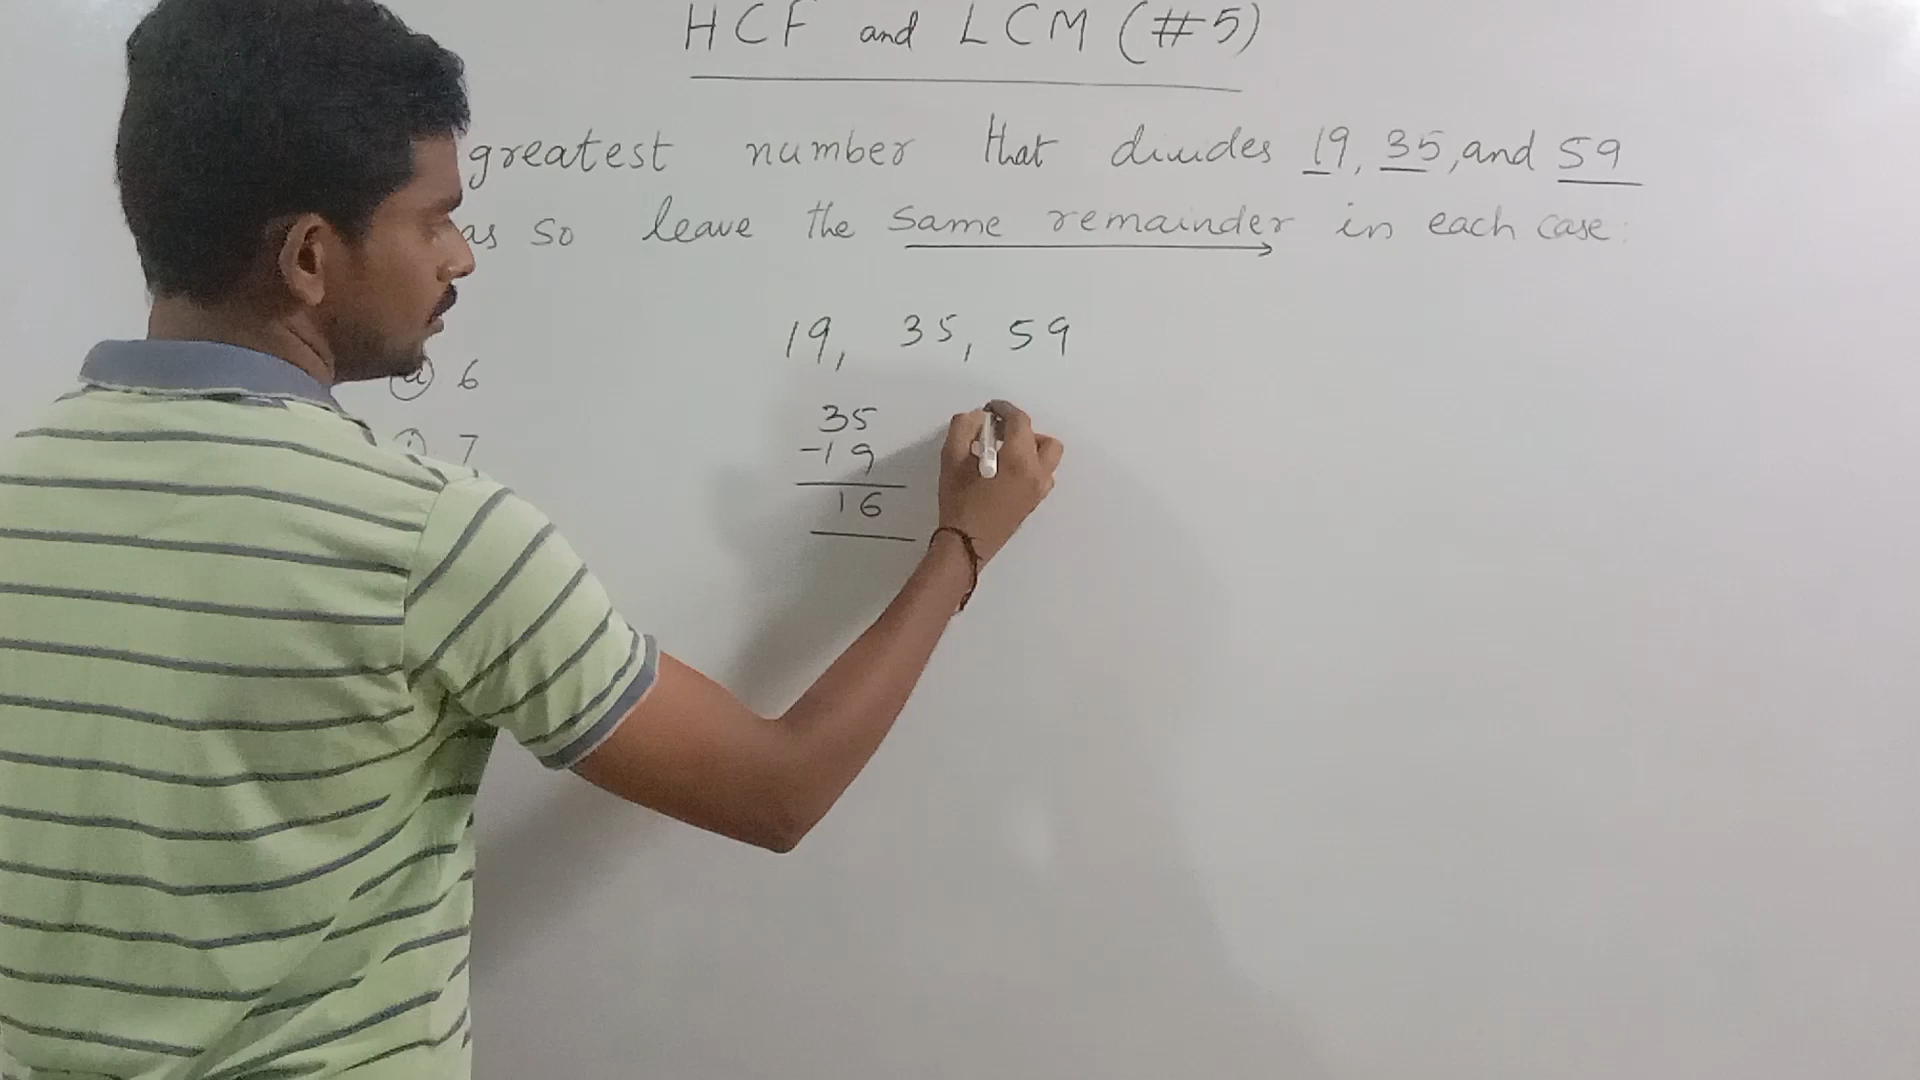 HCF and LCM (#5)
greatest number that divides 19, 35, and 59
as so leave the same remainder in each case:
19, 35, 59
6
35
7
-19
16